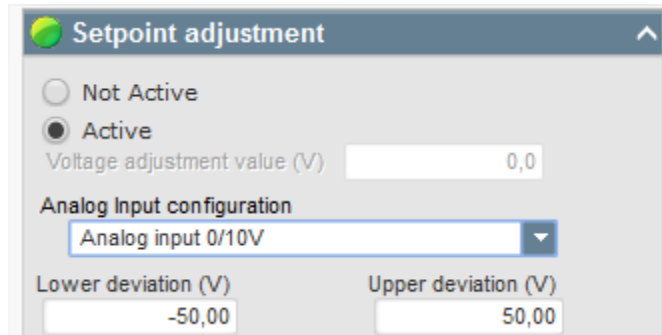 Setpoint adjustment
Not Active
Active
Voltage adjustment value (V) 0,0
Analog Input configuration
Analog input 0/10V
Lower deviation (V) Upper deviation (V)
-50,00 50,00